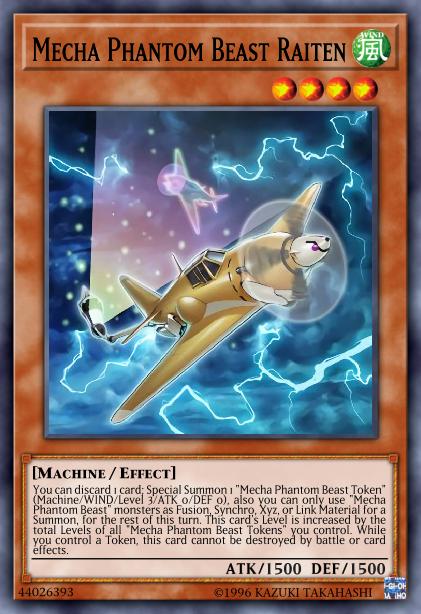 MECHA PHANTOM BEAST RAITEN
WIND
風
[MACHINE / EFFECT]
You can discard 1 card; Special Summon 1 "Mecha Phantom Beast Token"
(Machine/WIND/Level 3/ATK 0/DEF 0), also you can only use "Mecha
Phantom Beast" monsters as Fusion, Synchro, Xyz, or Link Material for a
Summon, for the rest of this turn. This card's Level is increased by the
total Levels of all "Mecha Phantom Beast Tokens" you control. While
you control a Token, this card cannot be destroyed by battle or card
effects.
ATK/1500 DEF/1500
44026393
©1996 KAZUKI TAKAHASHI